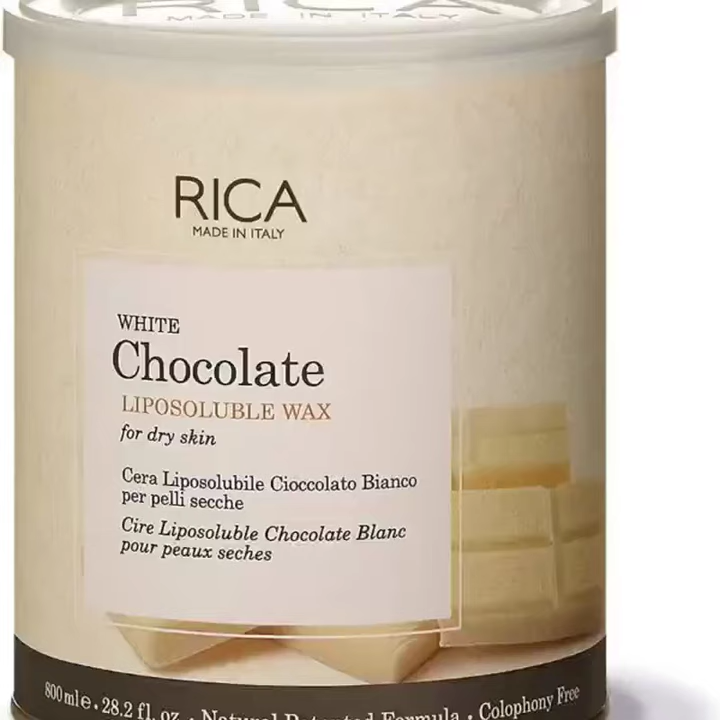 RICA
MADE IN ITALY
RICA
MADE IN ITALY
WHITE
Chocolate
LIPOSOLUBLE WAX
for dry skin
Cera Liposolubile Cioccolato Bianco
per pelli secche
Cire Liposoluble Chocolate Blanc
pour peaux seches
800 ml e • 28.2 fl. oz • Natural Patented Formula • Colophony Free